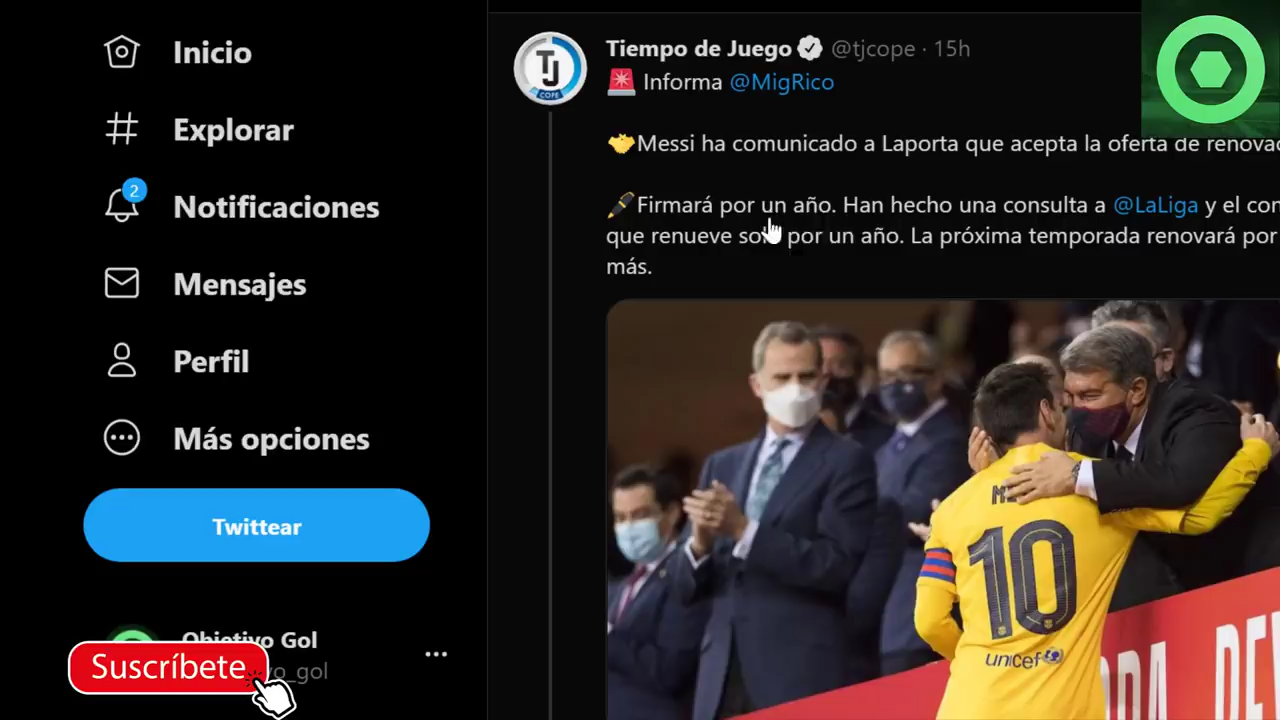 Inicio
Explorar
2
Notificaciones
Mensajes
Perfil
Más opciones
Twittear
Objetivo Gol
vo_gol
Suscríbete
TJ
COPE
Tiempo de Juego @tjcope · 15h
Informa @MigRico
Messi ha comunicado a Laporta que acepta la oferta de renovac
Firmará por un año. Han hecho una consulta a @LaLiga y el con
que renueve solo por un año. La próxima temporada renovará por
más.
10
unicef